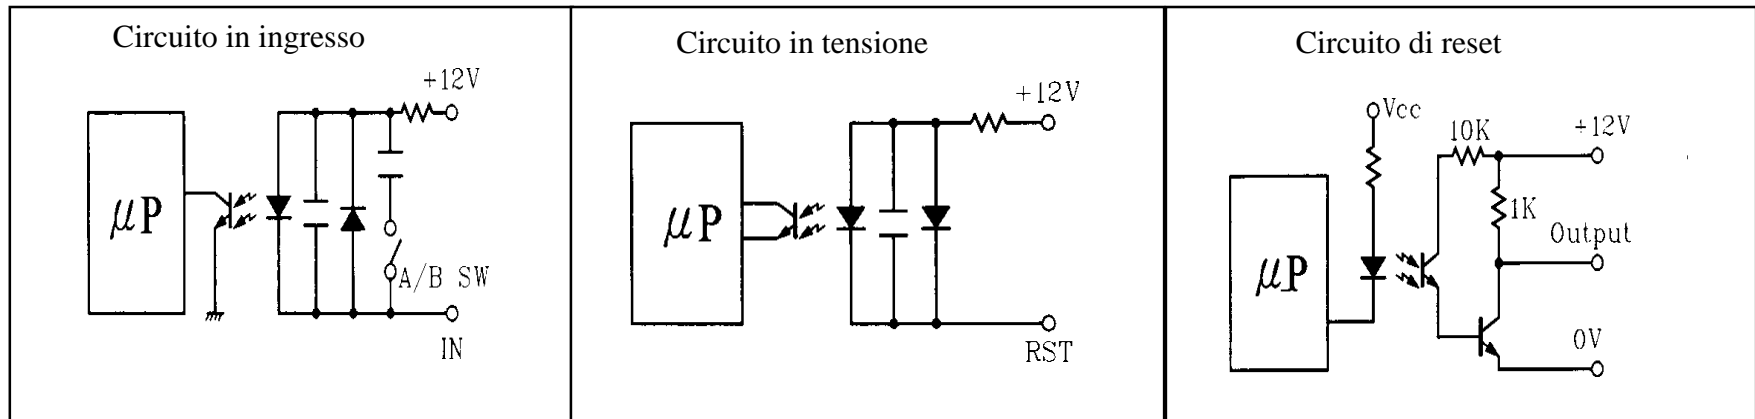 Circuito in ingresso
+12V
μP
A/B SW
IN
Circuito in tensione
+12V
μP
RST
Circuito di reset
Vcc
10K
+12V
1K
Output
μP
0V